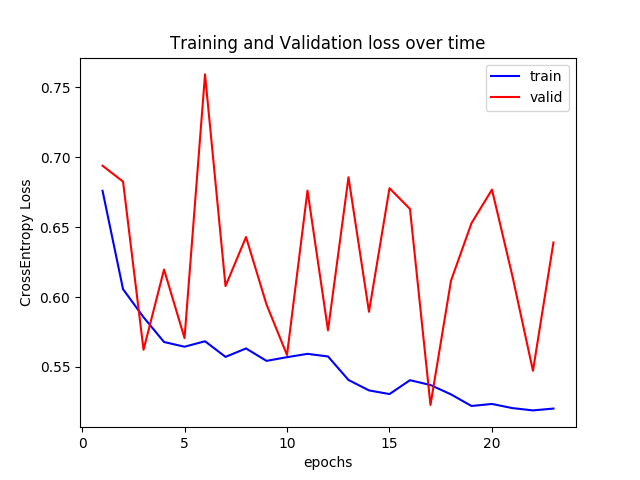 Training and Validation loss over time
train
valid
0.75
0.70
0.65
0.60
0.55
CrossEntropy Loss
0 5 10 15 20
epochs